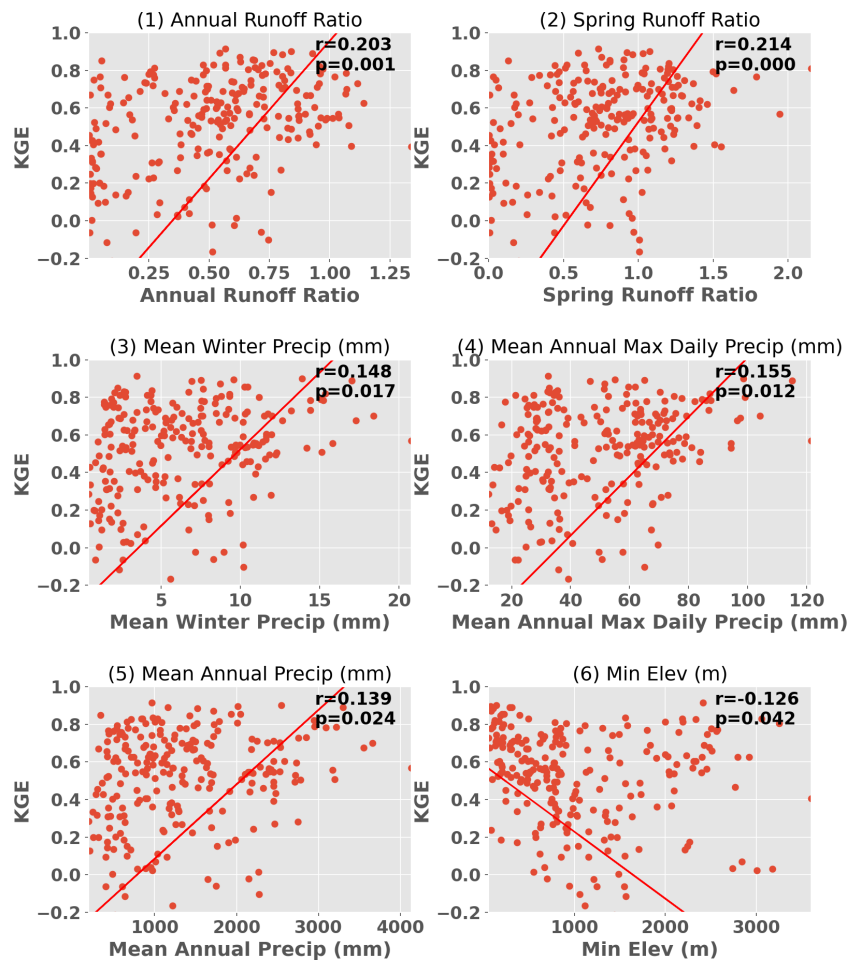 (1) Annual Runoff Ratio
r=0.203
p=0.001
KGE
1.0
0.8
0.6
0.4
0.2
0.0
−0.2
0.25 0.50 0.75 1.00 1.25
Annual Runoff Ratio
(2) Spring Runoff Ratio
r=0.214
p=0.000
KGE
1.0
0.8
0.6
0.4
0.2
0.0
−0.2
0.0 0.5 1.0 1.5 2.0
Spring Runoff Ratio
(3) Mean Winter Precip (mm)
r=0.148
p=0.017
KGE
1.0
0.8
0.6
0.4
0.2
0.0
−0.2
5 10 15 20
Mean Winter Precip (mm)
(4) Mean Annual Max Daily Precip (mm)
r=0.155
p=0.012
KGE
1.0
0.8
0.6
0.4
0.2
0.0
−0.2
20 40 60 80 100 120
Mean Annual Max Daily Precip (mm)
(5) Mean Annual Precip (mm)
r=0.139
p=0.024
KGE
1.0
0.8
0.6
0.4
0.2
0.0
−0.2
1000 2000 3000 4000
Mean Annual Precip (mm)
(6) Min Elev (m)
r=-0.126
p=0.042
KGE
1.0
0.8
0.6
0.4
0.2
0.0
−0.2
1000 2000 3000
Min Elev (m)